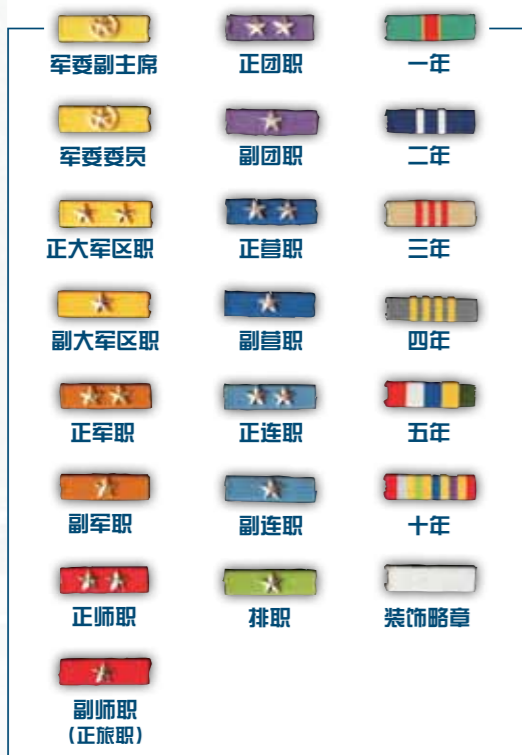 军委副主席
正团职
一年
军委委员
副团职
二年
正大军区职
正营职
三年
副大军区职
副营职
四年
正军职
正连职
五年
副军职
副连职
十年
正师职
排职
装饰略章
副师职
(正旅职)